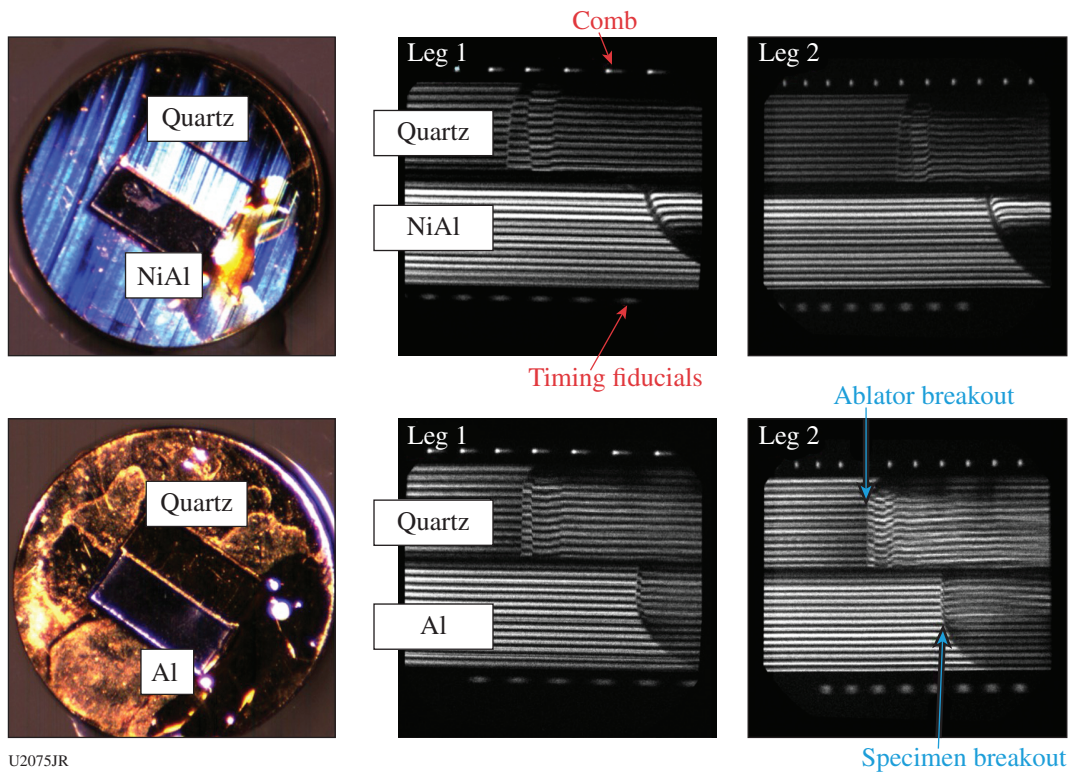 Comb
Leg 1
Leg 2
Quartz
Quartz
NiAl
NiAl
Timing fiducials
Ablator breakout
Leg 1
Leg 2
Quartz
Quartz
Al
Al
U2075JR
Specimen breakout